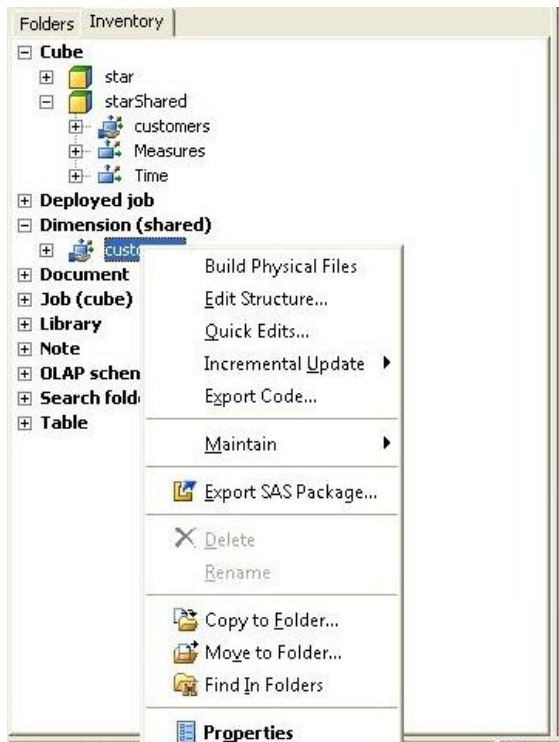 Folders Inventory
Cube
star
starShared
customers
Measures
Time
Deployed job
Dimension (shared)
Document
Job (cube)
Library
Note
OLAP
Search
Table
Build Physical Files
Edit Structure...
Quick Edits...
Incremental Update
Export Code...
Maintain
Export SAS Package...
Delete
Rename
Copy to Folder...
Move to Folder...
Find In Folders
Properties